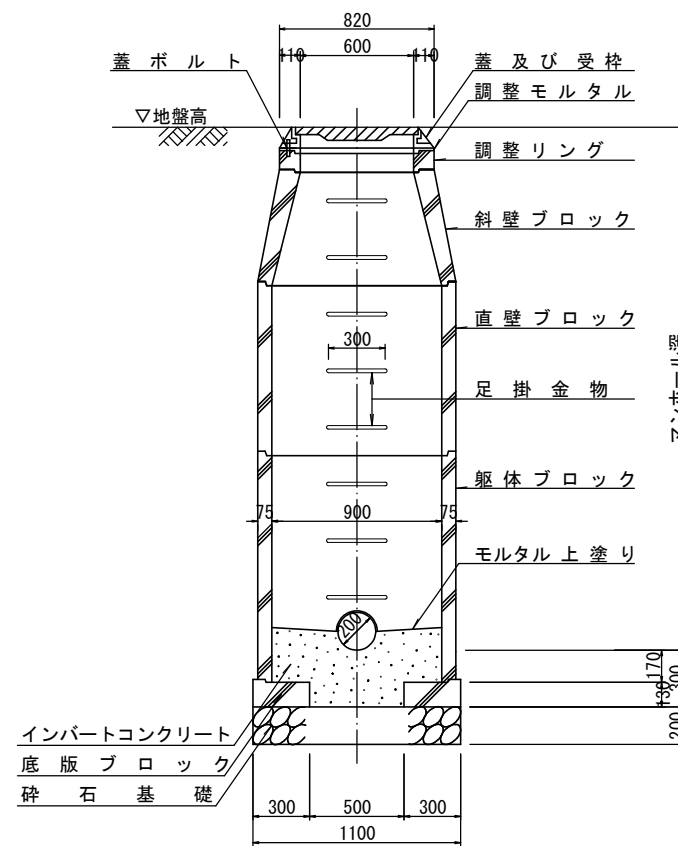 820
110 600 110
蓋ボルト
蓋及び受枠
調整モルタル
▽地盤高
調整リング
斜壁ブロック
直壁ブロック
300
足掛金物
躯体ブロック
75 900 75
モルタル上塗り
200
170
130
300
200
インバートコンクリート
底版ブロック
砕石基礎
300 500 300
1100